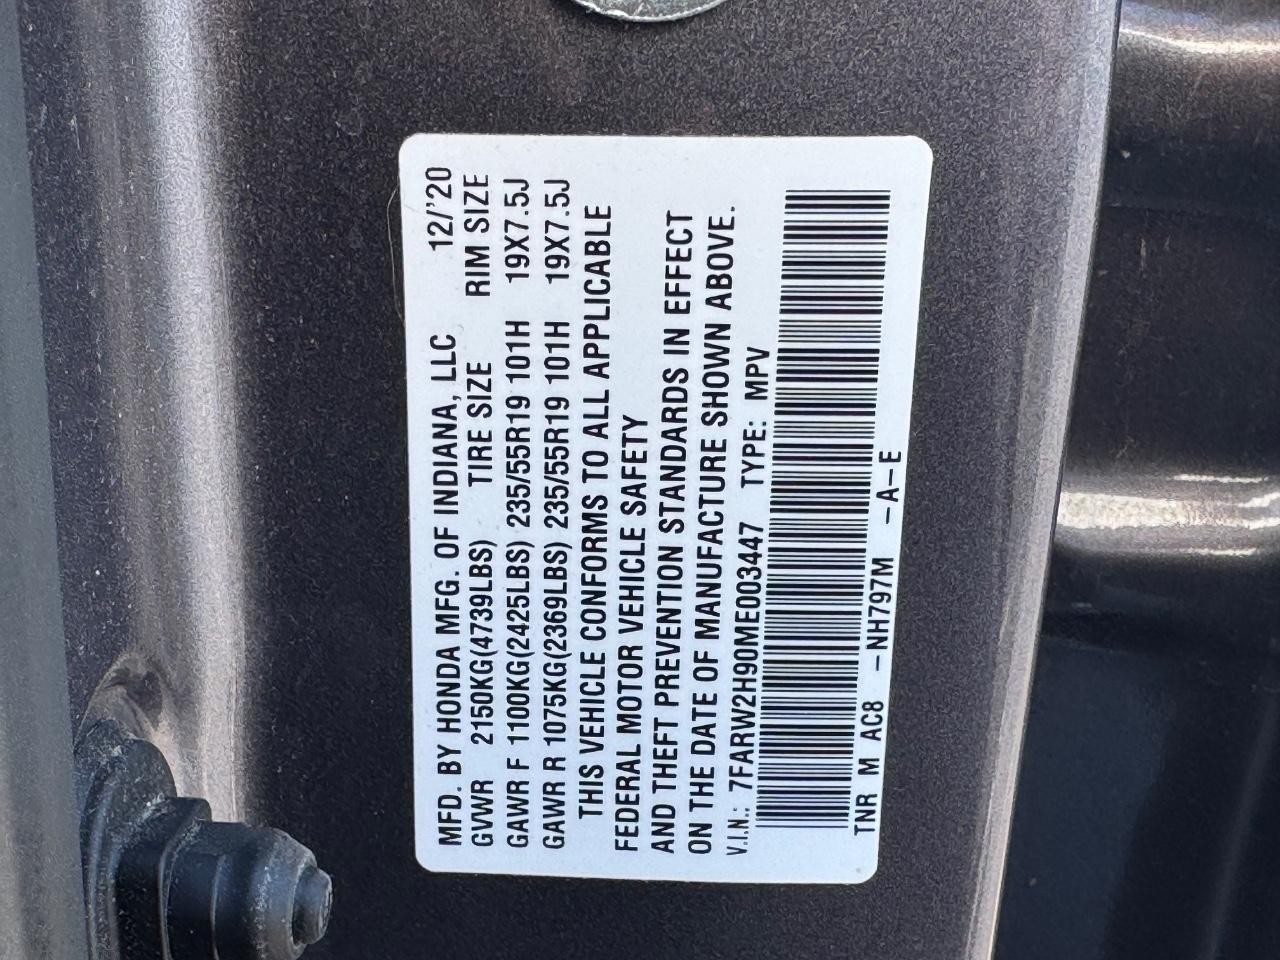 MFD. BY HONDA MFG. OF INDIANA, LLC 12/'20
GVWR 2150KG(4739LBS) TIRE SIZE RIM SIZE
GAWR F 1100KG(2425LBS) 235/55R19 101H 19X7.5J
GAWR R 1075KG(2369LBS) 235/55R19 101H 19X7.5J
THIS VEHICLE CONFORMS TO ALL APPLICABLE
FEDERAL MOTOR VEHICLE SAFETY
AND THEFT PREVENTION STANDARDS IN EFFECT
ON THE DATE OF MANUFACTURE SHOWN ABOVE.
V.I.N.: 7FARW2H90ME003447 TYPE: MPV
TNR M AC8 -NH797M -A-E